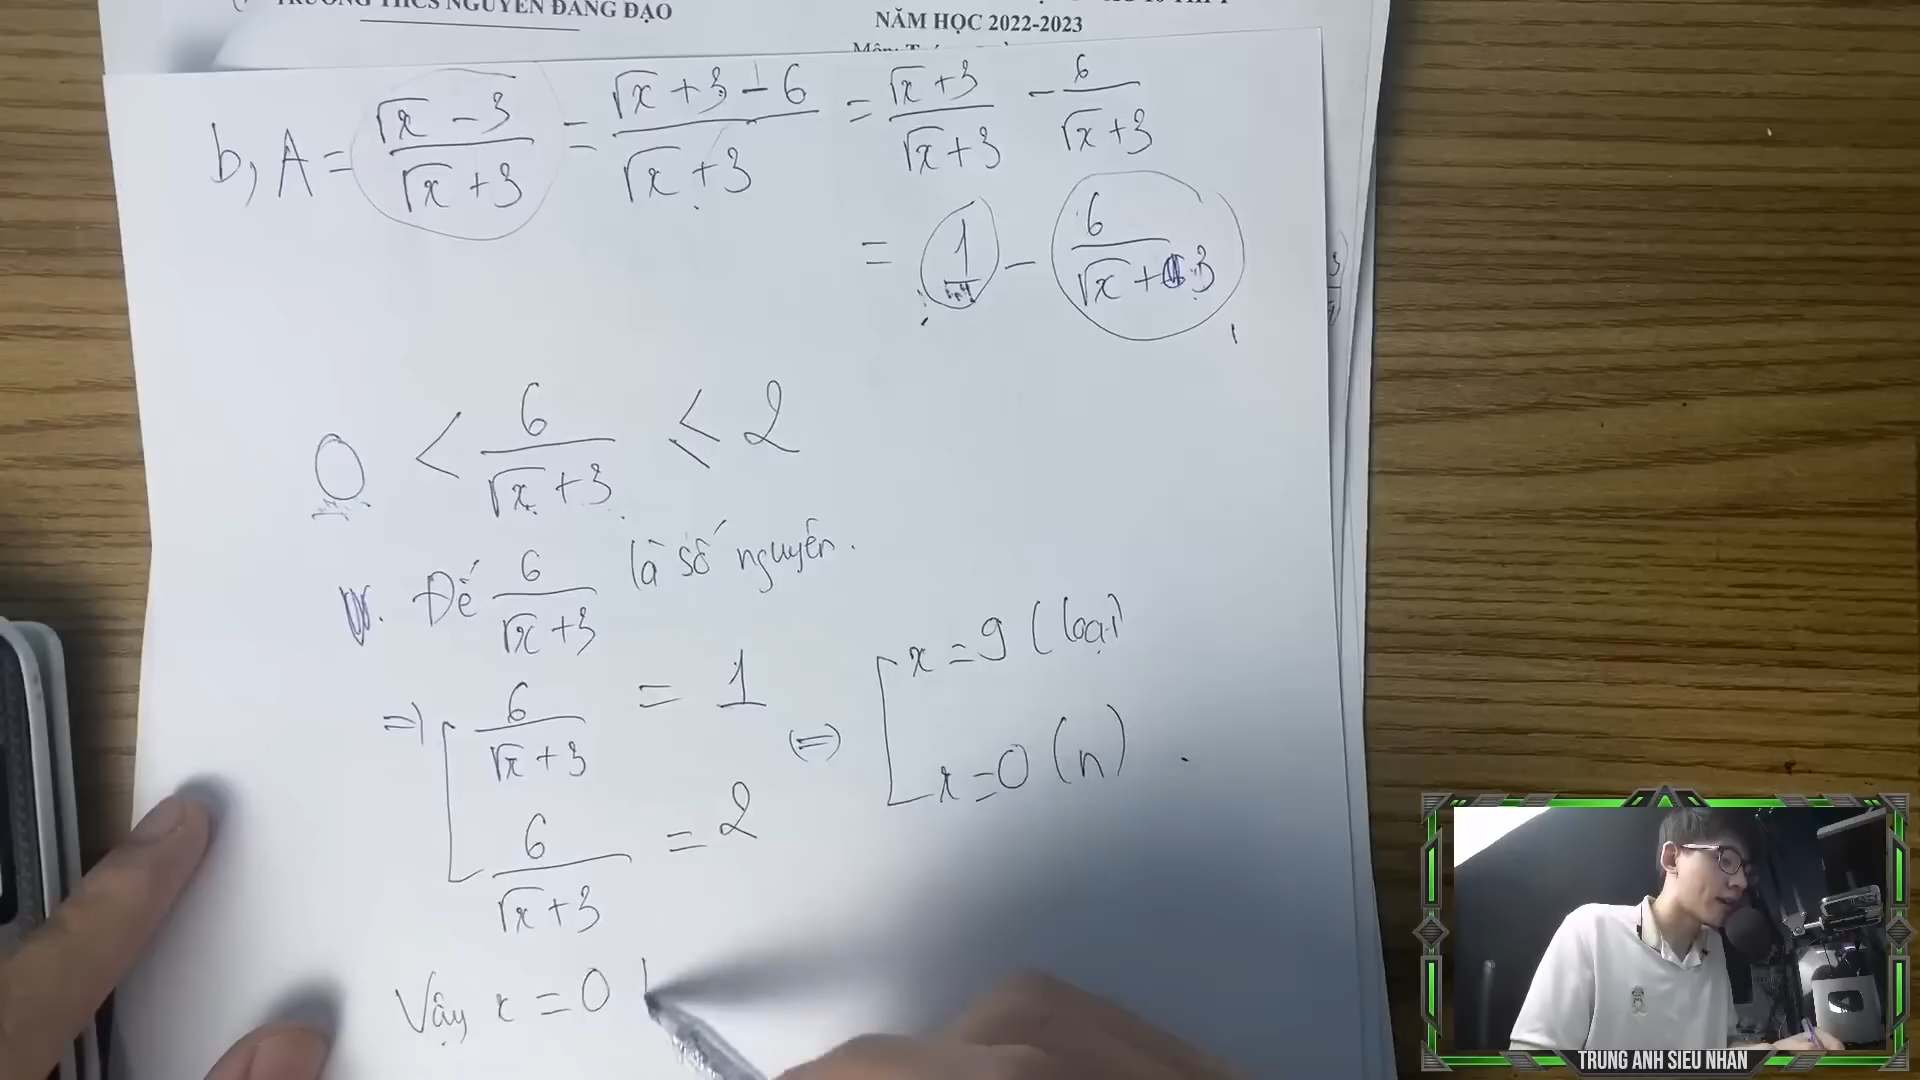 TRƯỜNG THCS NGUYỄN ĐĂNG ĐẠO
NĂM HỌC 2022-2023
b, A = (√x - 3)/(√x + 3) = (√x + 3 - 6)/(√x + 3) = (√x + 3)/(√x + 3) - 6/(√x + 3)
= 1 - 6/(√x + 3)
0 < 6/(√x + 3) ≤ 2
Để 6/(√x + 3) là số nguyên.
=> [ 6/(√x + 3) = 1
6/(√x + 3) = 2
<=> [ x = 9 (loại)
x = 0 (n).
Vậy x = 0
TRUNG ANH SIEU NHAN